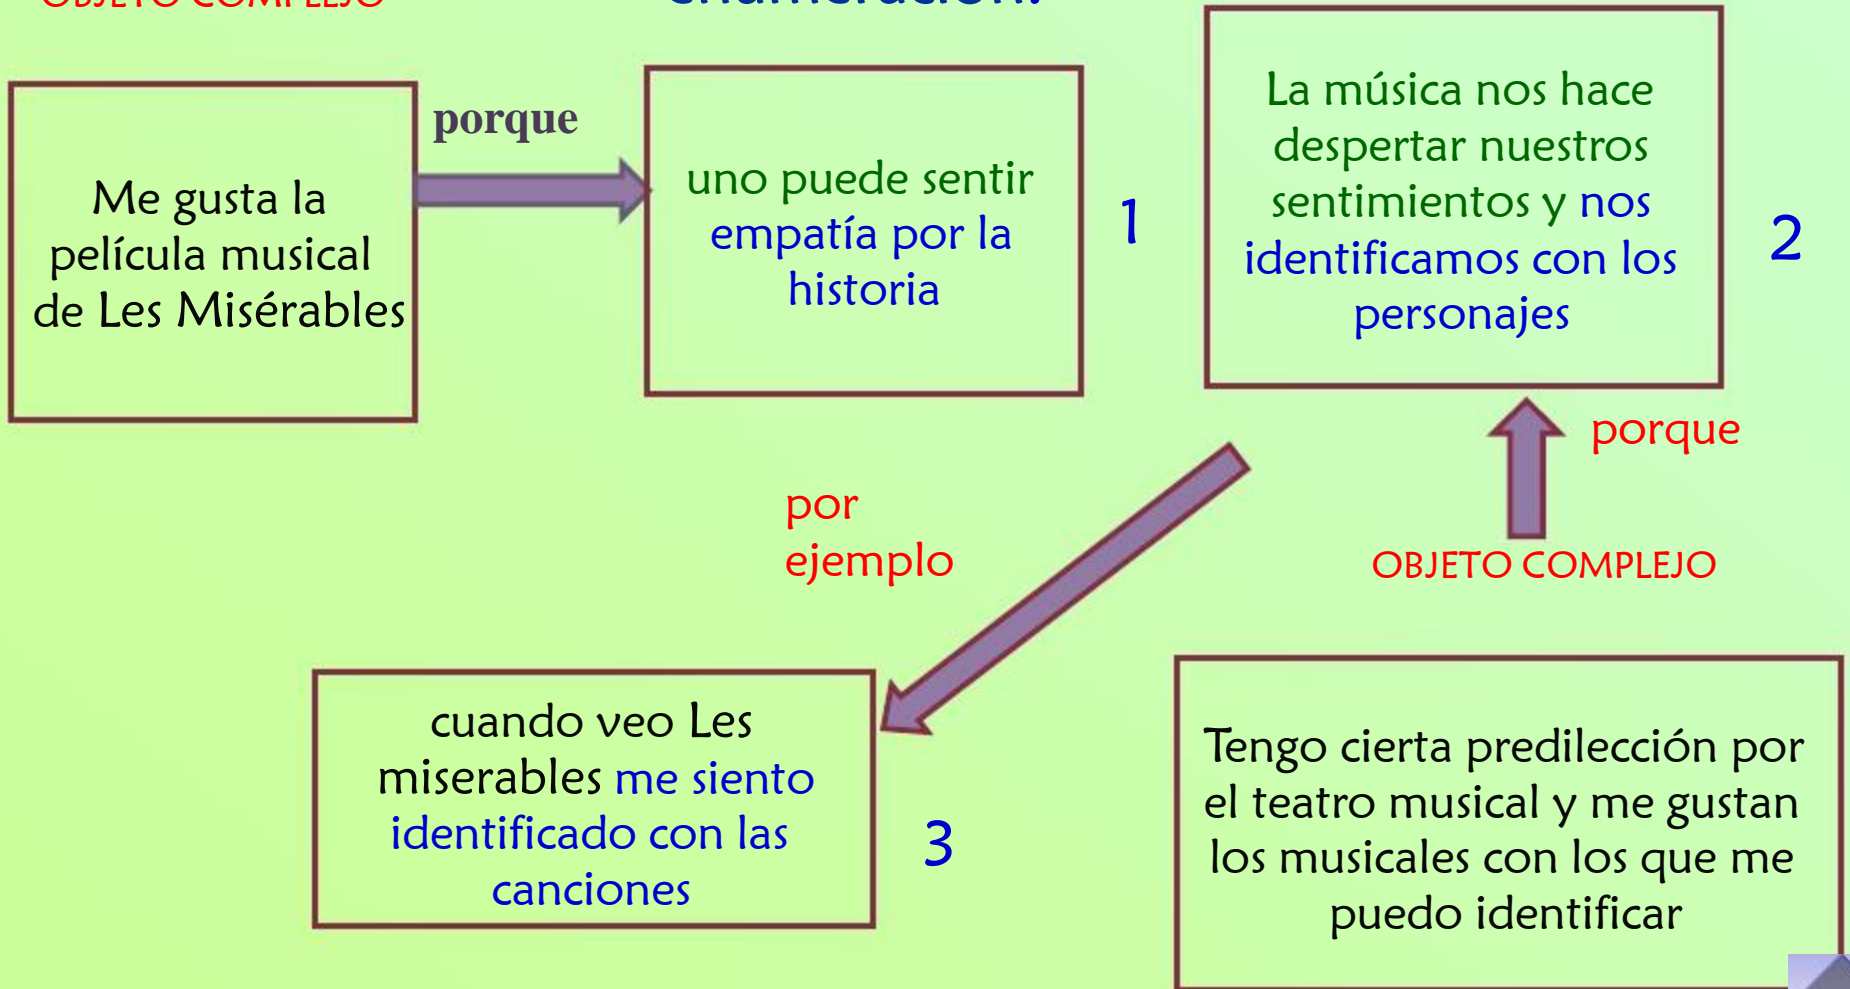 OBJETO COMPLEJO
enumeración:
Me gusta la
película musical
de Les Misérables
porque
uno puede sentir
empatía por la
historia
1
La música nos hace
despertar nuestros
sentimientos y nos
identificamos con los
personajes
2
porque
OBJETO COMPLEJO
por
ejemplo
cuando veo Les
miserables me siento
identificado con las
canciones
3
Tengo cierta predilección por
el teatro musical y me gustan
los musicales con los que me
puedo identificar